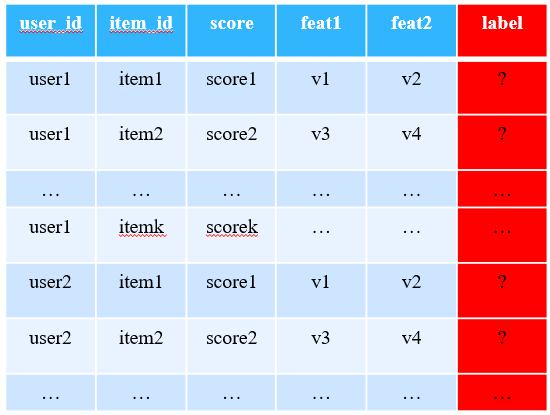 user_id item_id score feat1 feat2 label
user1 item1 score1 v1 v2 ?
user1 item2 score2 v3 v4 ?
… … … … … …
user1 itemk scorek … … …
user2 item1 score1 v1 v2 ?
user2 item2 score2 v3 v4 ?
… … … … … …